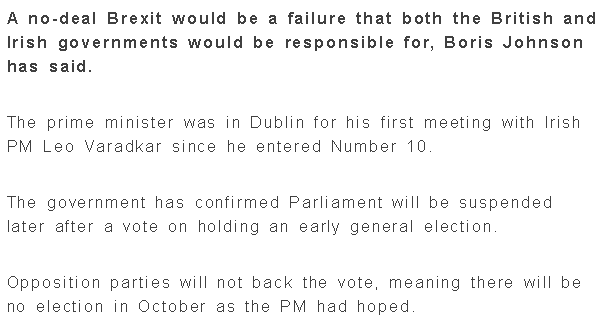 A no-deal Brexit would be a failure that both the British and
Irish governments would be responsible for, Boris Johnson
has said.
The prime minister was in Dublin for his first meeting with Irish
PM Leo Varadkar since he entered Number 10.
The government has confirmed Parliament will be suspended
later after a vote on holding an early general election.
Opposition parties will not back the vote, meaning there will be
no election in October as the PM had hoped.